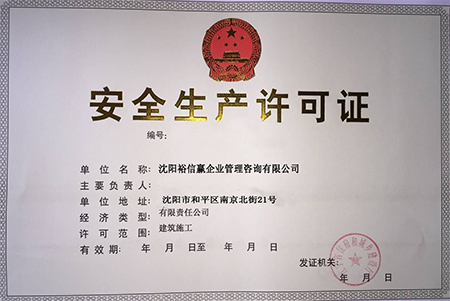 安全生产许可证
编号:
单位名称: 沈阳裕信赢企业管理咨询有限公司
主要负责人:
单位地址: 沈阳市和平区南京北街21号
经济类型: 有限责任公司
许可范围: 建筑施工
有效期: 年 月 日至 年 月 日
发证机关:
年 月 日